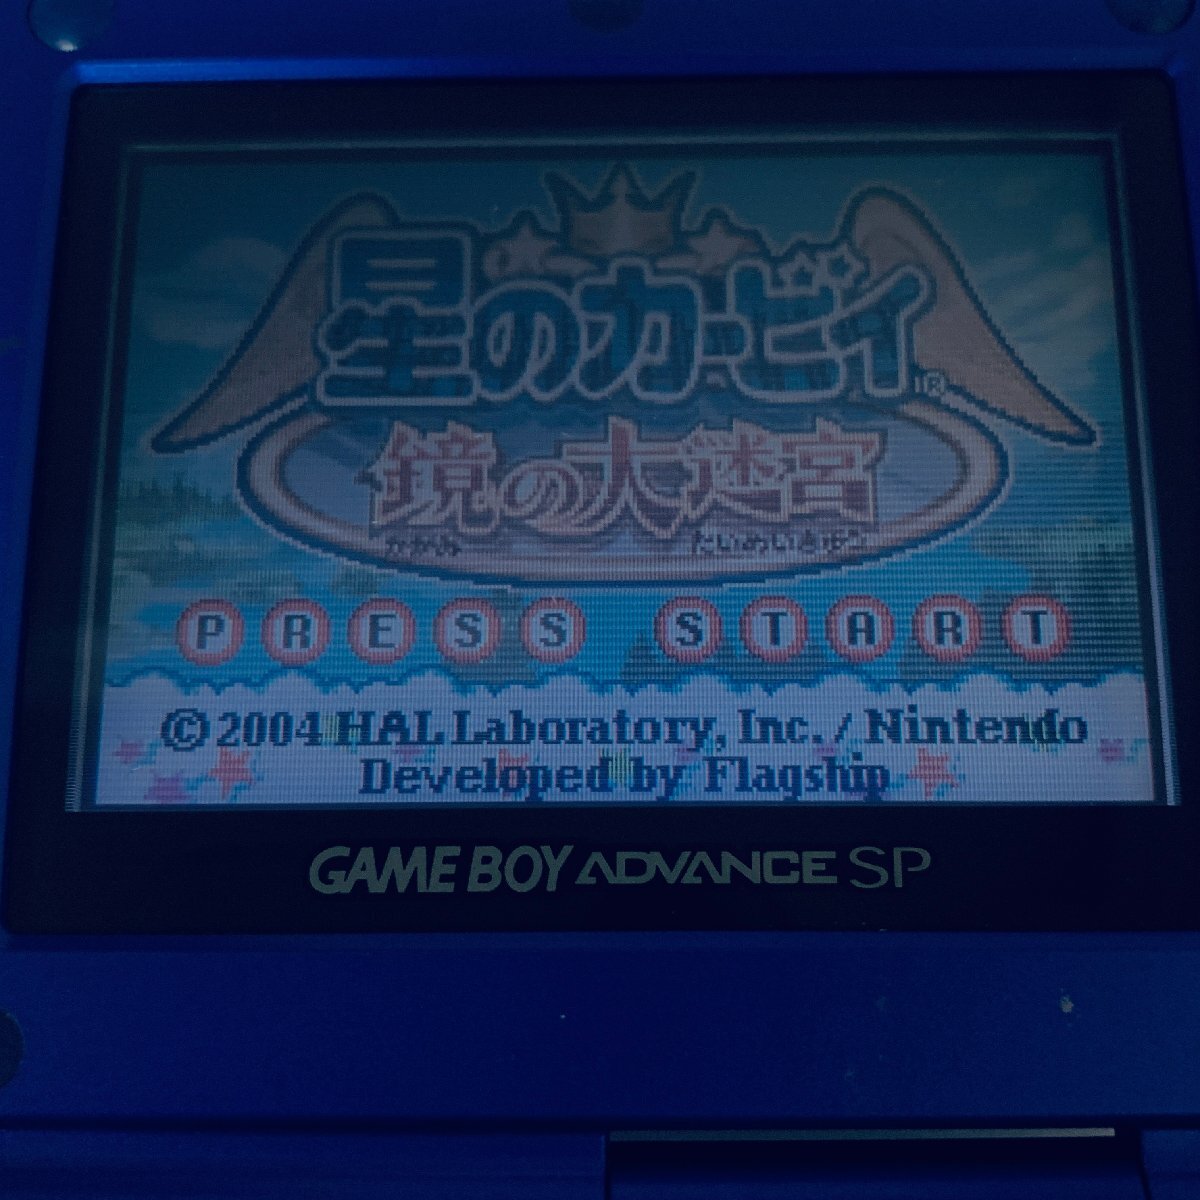 星のカービィ®
鏡の大迷宮
かがみ だいめいきゅう
PRESS START
© 2004 HAL Laboratory, Inc. / Nintendo
Developed by Flagship
GAME BOY ADVANCE SP